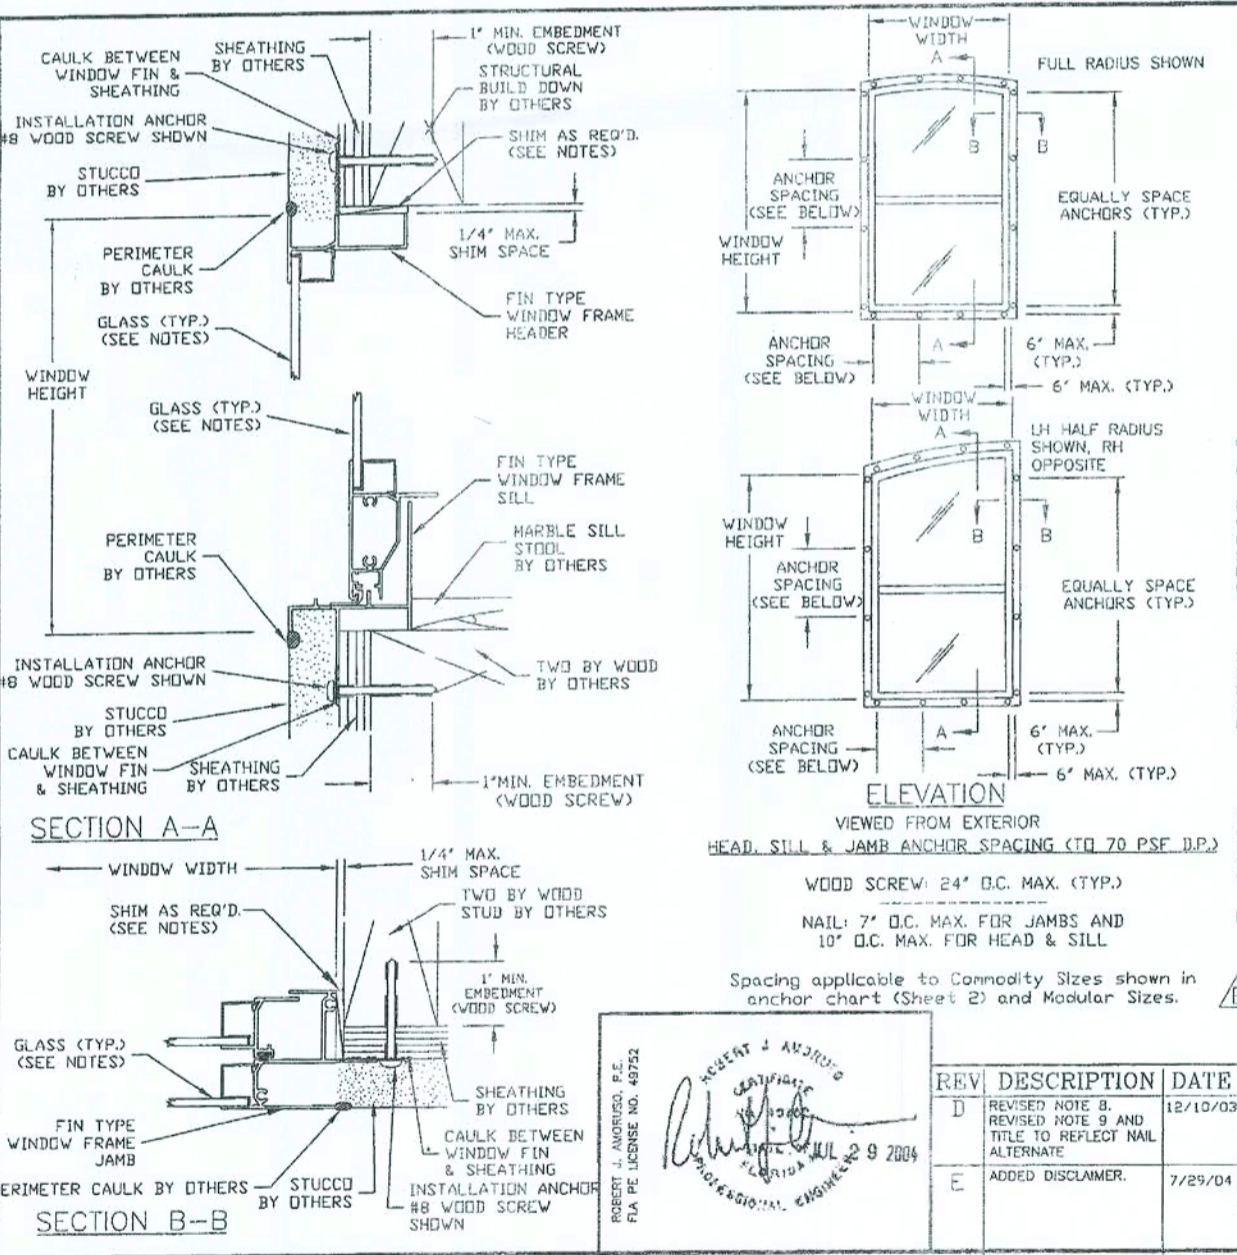 CAULK BETWEEN
WINDOW FIN &
SHEATHING
SHEATHING
BY OTHERS
1" MIN. EMBEDMENT
(WOOD SCREW)
STRUCTURAL
BUILD DOWN
BY OTHERS
INSTALLATION ANCHOR
#8 WOOD SCREW SHOWN
SHIM AS REQ'D.
(SEE NOTES)
STUCCO
BY OTHERS
1/4" MAX.
SHIM SPACE
PERIMETER
CAULK
BY OTHERS
FIN TYPE
WINDOW FRAME
HEADER
GLASS (TYP.)
(SEE NOTES)
WINDOW
HEIGHT
GLASS (TYP.)
(SEE NOTES)
FIN TYPE
WINDOW FRAME
SILL
MARBLE SILL
STOOL
BY OTHERS
PERIMETER
CAULK
BY OTHERS
INSTALLATION ANCHOR
#8 WOOD SCREW SHOWN
TWO BY WOOD
BY OTHERS
STUCCO
BY OTHERS
CAULK BETWEEN
WINDOW FIN
& SHEATHING
SHEATHING
BY OTHERS
1"MIN. EMBEDMENT
(WOOD SCREW)
SECTION A--A
WINDOW WIDTH
1/4" MAX.
SHIM SPACE
TWO BY WOOD
STUD BY OTHERS
SHIM AS REQ'D.
(SEE NOTES)
1" MIN.
EMBEDMENT
(WOOD SCREW)
GLASS (TYP.)
(SEE NOTES)
SHEATHING
BY OTHERS
FIN TYPE
WINDOW FRAME
JAMB
CAULK BETWEEN
WINDOW FIN
& SHEATHING
PERIMETER CAULK BY OTHERS
STUCCO
BY OTHERS
INSTALLATION ANCHOR
#8 WOOD SCREW
SHOWN
SECTION B--B
WINDOW
WIDTH
A
FULL RADIUS SHOWN
B
B
ANCHOR
SPACING
(SEE BELOW)
EQUALLY SPACE
ANCHORS (TYP.)
WINDOW
HEIGHT
ANCHOR
SPACING
(SEE BELOW)
A
6" MAX.
(TYP.)
6" MAX. (TYP.)
WINDOW
WIDTH
A
LH HALF RADIUS
SHOWN, RH
OPPOSITE
WINDOW
HEIGHT
B
B
ANCHOR
SPACING
(SEE BELOW)
EQUALLY SPACE
ANCHORS (TYP.)
ANCHOR
SPACING
(SEE BELOW)
A
6" MAX.
(TYP.)
6" MAX. (TYP.)
ELEVATION
VIEWED FROM EXTERIOR
HEAD, SILL & JAMB ANCHOR SPACING (TO 70 PSF D.P.)
WOOD SCREW: 24" O.C. MAX. (TYP.)
NAIL: 7" O.C. MAX. FOR JAMBS AND
10" O.C. MAX. FOR HEAD & SILL
Spacing applicable to Commodity Sizes shown in
anchor chart (Sheet 2) and Modular Sizes.
ROBERT J. AMORUSO, P.E.
FLA PE LICENSE NO. 49752
ROBERT J AMORUSO
CERTIFICATE
FLORIDA
PROFESSIONAL ENGINEER
JUL 29 2004
REV DESCRIPTION DATE
D REVISED NOTE 8. 12/10/03
REVISED NOTE 9 AND
TITLE TO REFLECT NAIL
ALTERNATE
E ADDED DISCLAIMER. 7/29/04